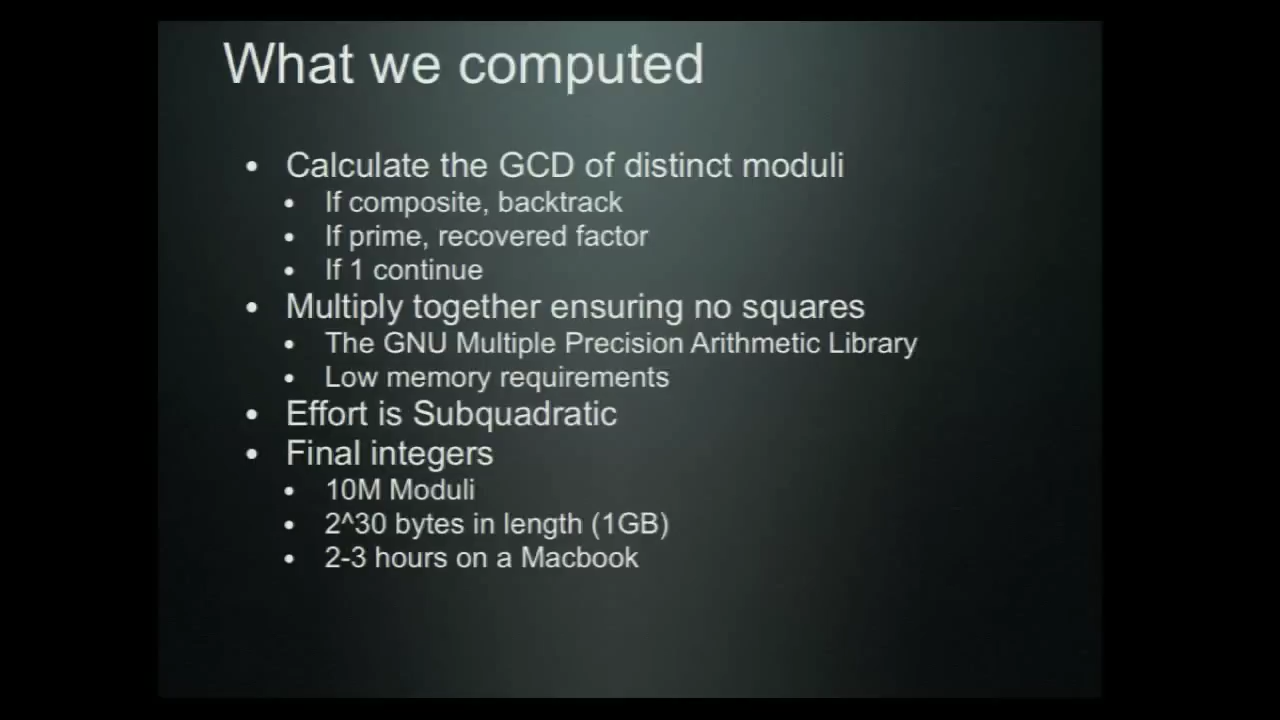 What we computed
• Calculate the GCD of distinct moduli
• If composite, backtrack
• If prime, recovered factor
• If 1 continue
• Multiply together ensuring no squares
• The GNU Multiple Precision Arithmetic Library
• Low memory requirements
• Effort is Subquadratic
• Final integers
• 10M Moduli
• 2^30 bytes in length (1GB)
• 2-3 hours on a Macbook